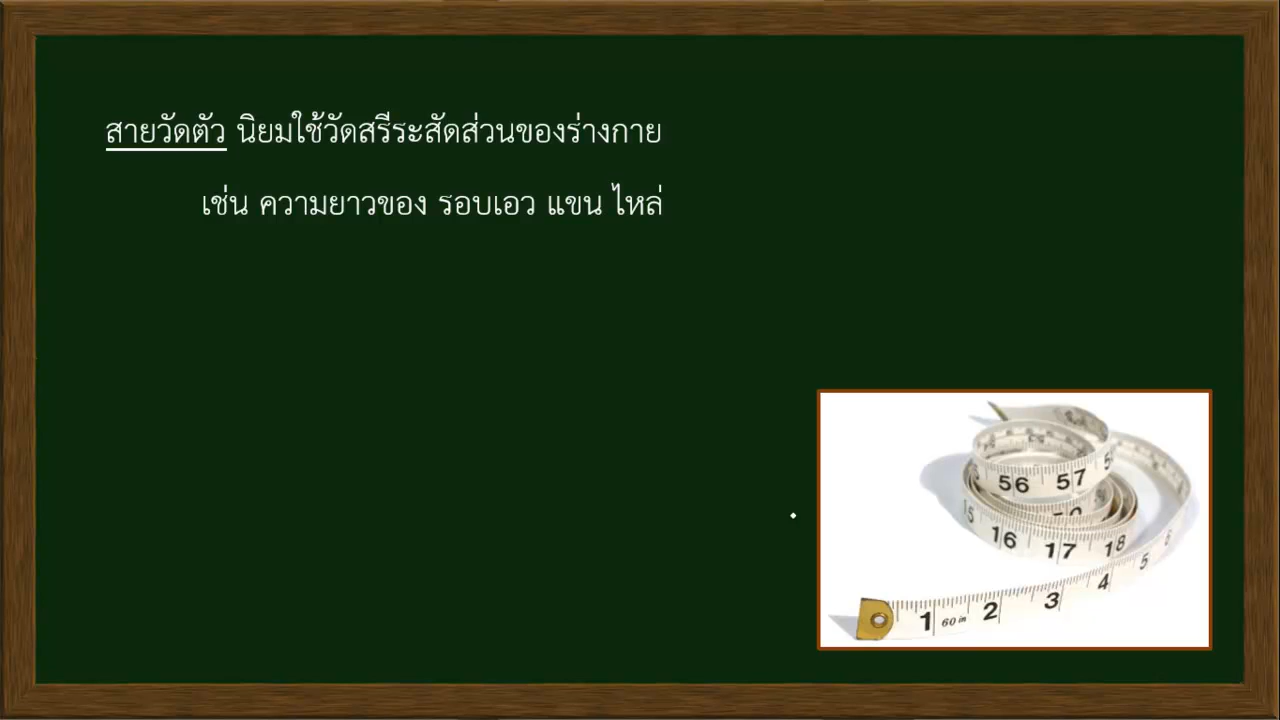 สายวัดตัว นิยมใช้วัดสรีระสัดส่วนของร่างกาย
เช่น ความยาวของ รอบเอว แขน ไหล่
56 57
16 17 18
1 60 in 2 3 4 5 6